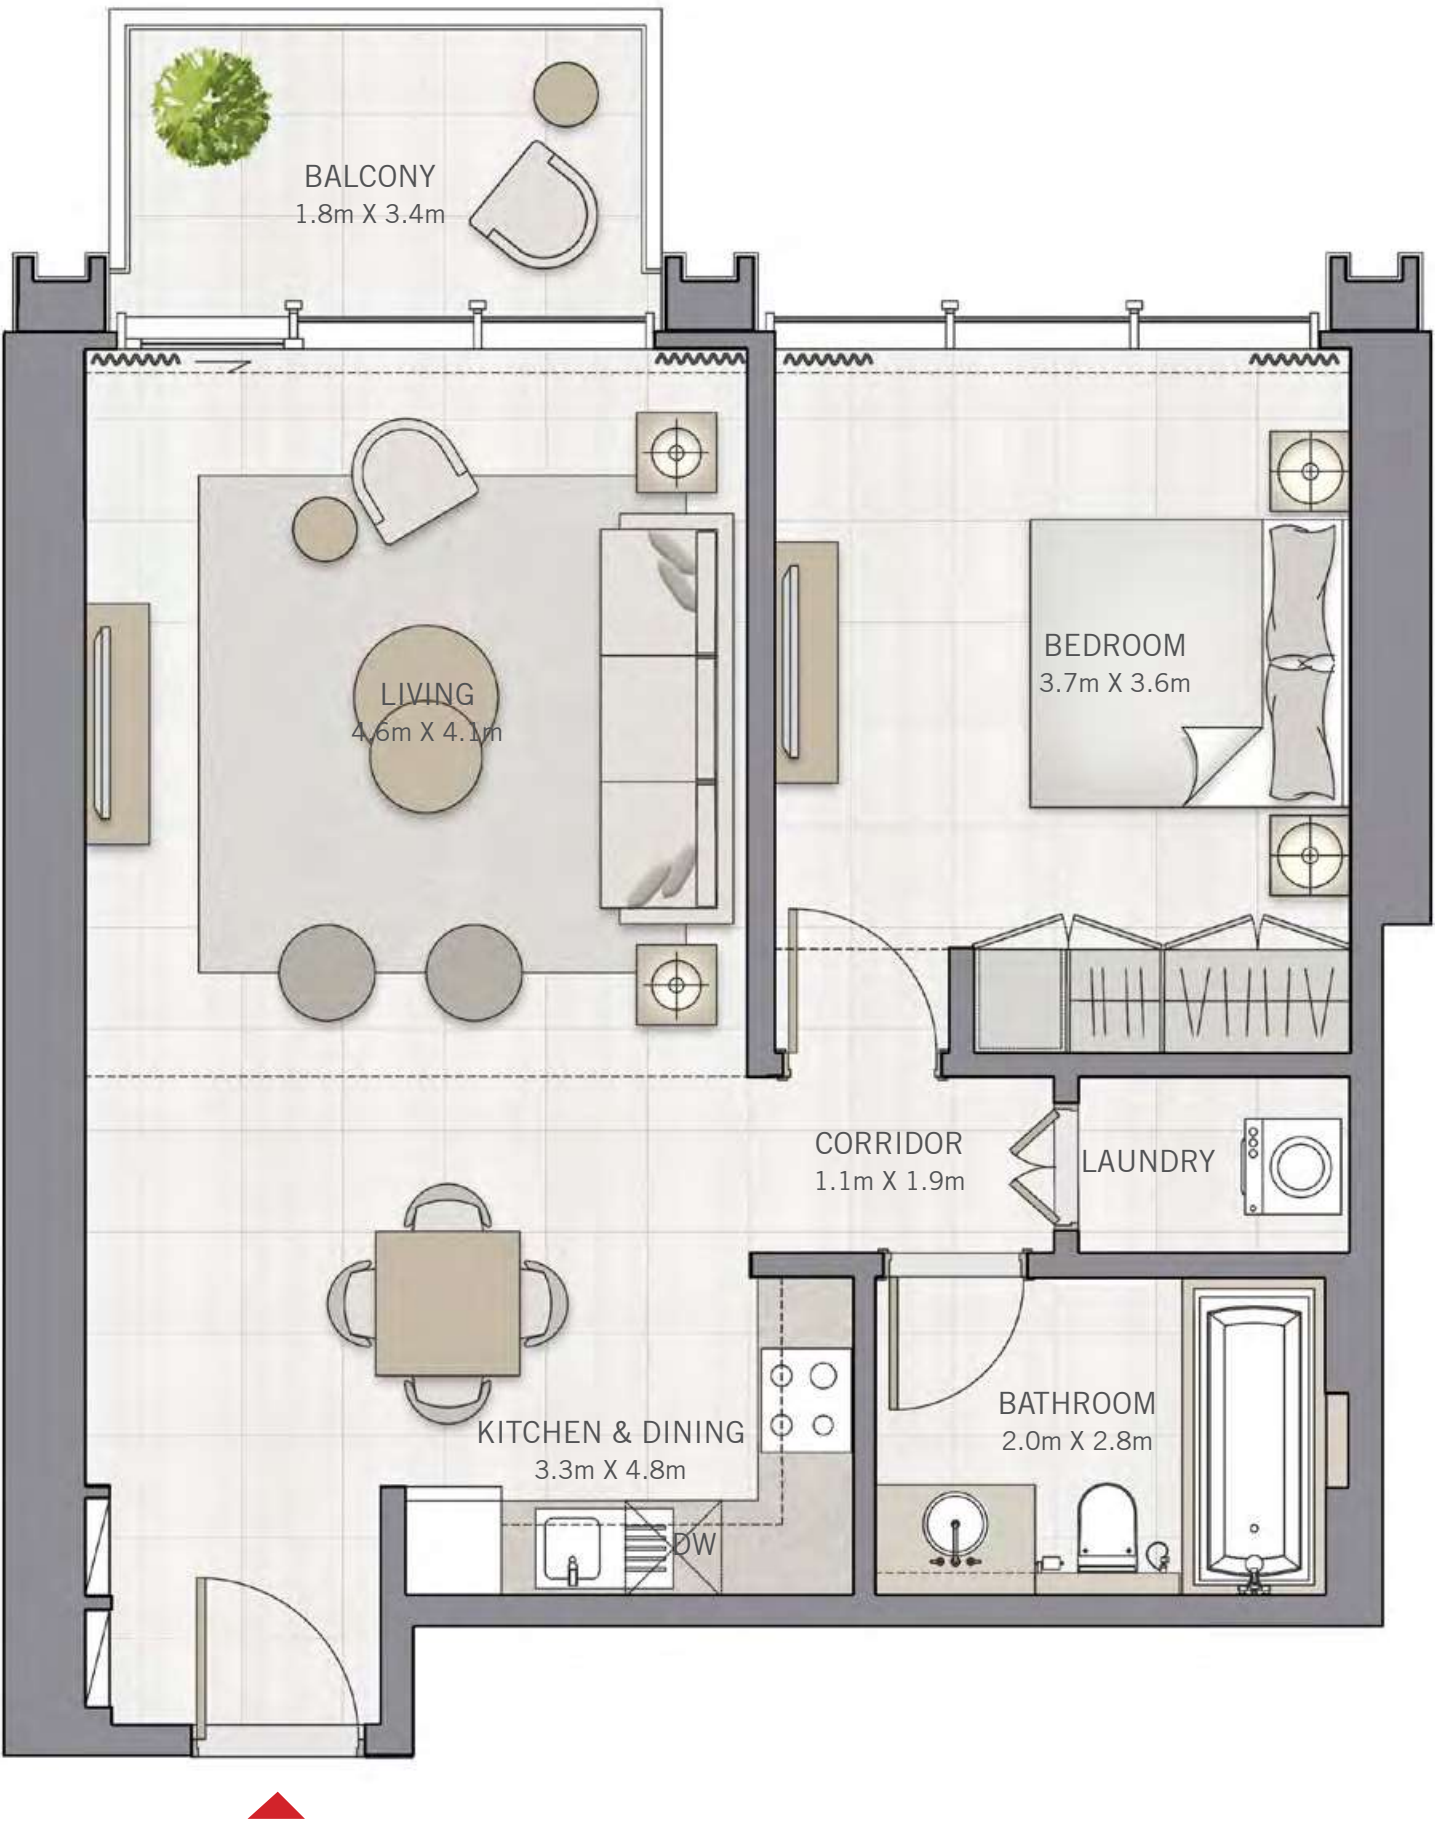 BALCONY
1.8m X 3.4m
BEDROOM
3.7m X 3.6m
LIVING
4.6m X 4.1m
CORRIDOR
1.1m X 1.9m
LAUNDRY
BATHROOM
2.0m X 2.8m
KITCHEN & DINING
3.3m X 4.8m
DW